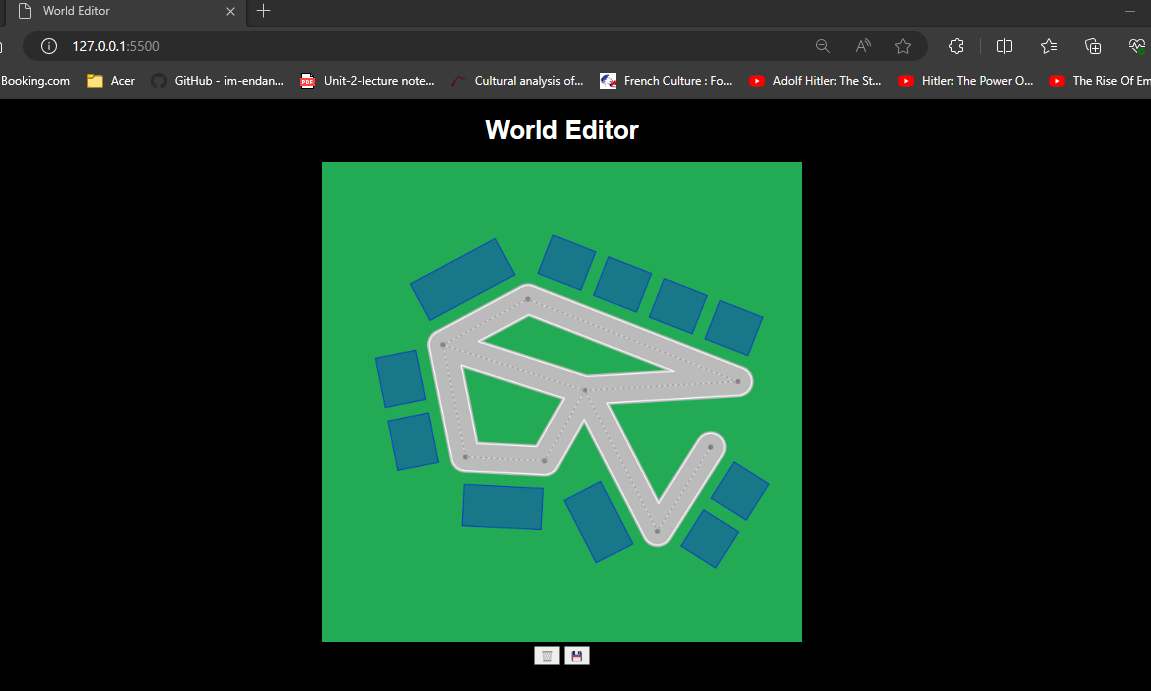 World Editor
127.0.0.1:5500
Booking.com Acer GitHub - im-endan... Unit-2-lecture note... Cultural analysis of... French Culture : Fo... Adolf Hitler: The St... Hitler: The Power O... The Rise Of Em
World Editor